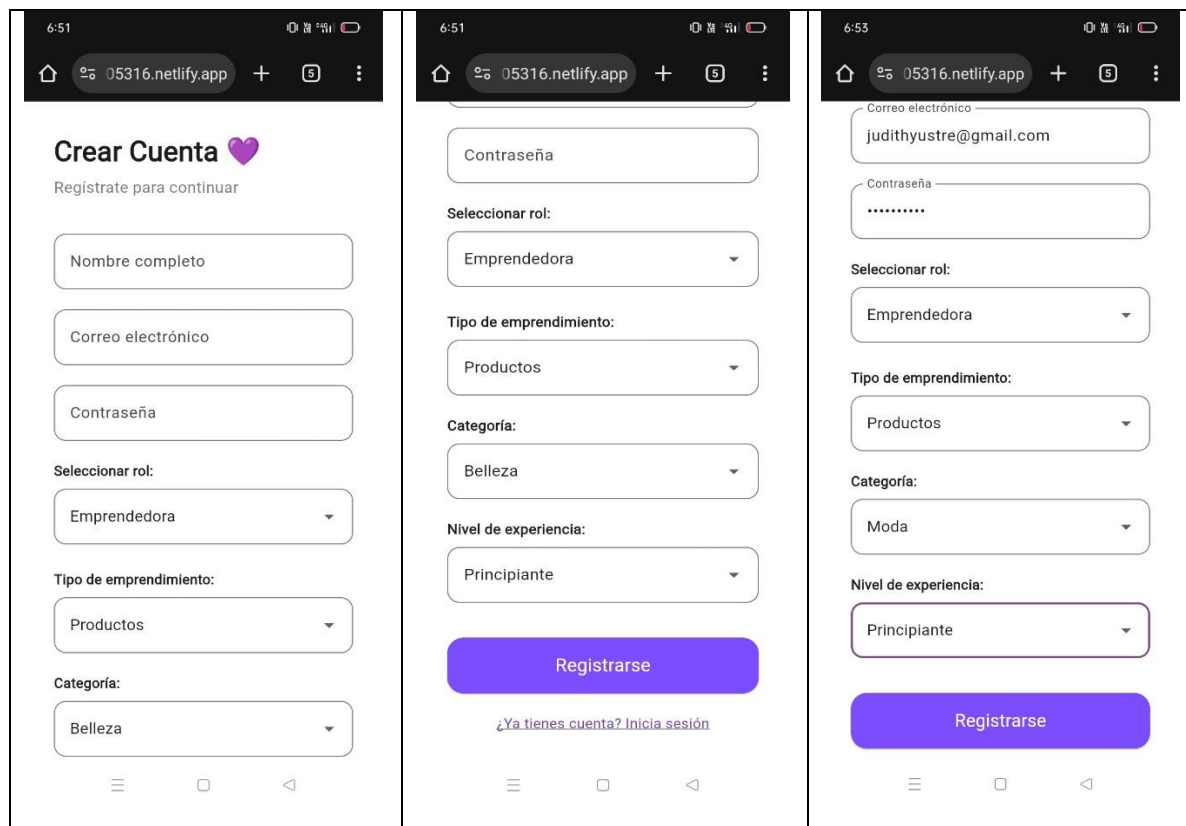 6:51
05316.netlify.app
5
Crear Cuenta 💜
Regístrate para continuar
Nombre completo
Correo electrónico
Contraseña
Seleccionar rol:
Emprendedora
Tipo de emprendimiento:
Productos
Categoría:
Belleza
6:51
05316.netlify.app
5
Contraseña
Seleccionar rol:
Emprendedora
Tipo de emprendimiento:
Productos
Categoría:
Belleza
Nivel de experiencia:
Principiante
Registrarse
¿Ya tienes cuenta? Inicia sesión
6:53
05316.netlify.app
5
Correo electrónico
judithyustre@gmail.com
Contraseña
••••••••••
Seleccionar rol:
Emprendedora
Tipo de emprendimiento:
Productos
Categoría:
Moda
Nivel de experiencia:
Principiante
Registrarse